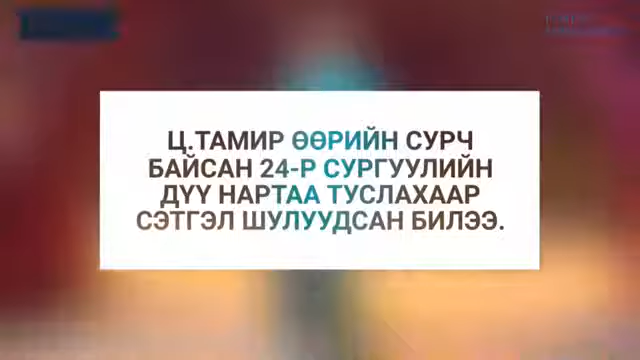 Ц.ТАМИР ӨӨРИЙН СУРЧ
БАЙСАН 24-Р СУРГУУЛИЙН
ДҮҮ НАРТАА ТУСЛАХААР
СЭТГЭЛ ШУЛУУДСАН БИЛЭЭ.